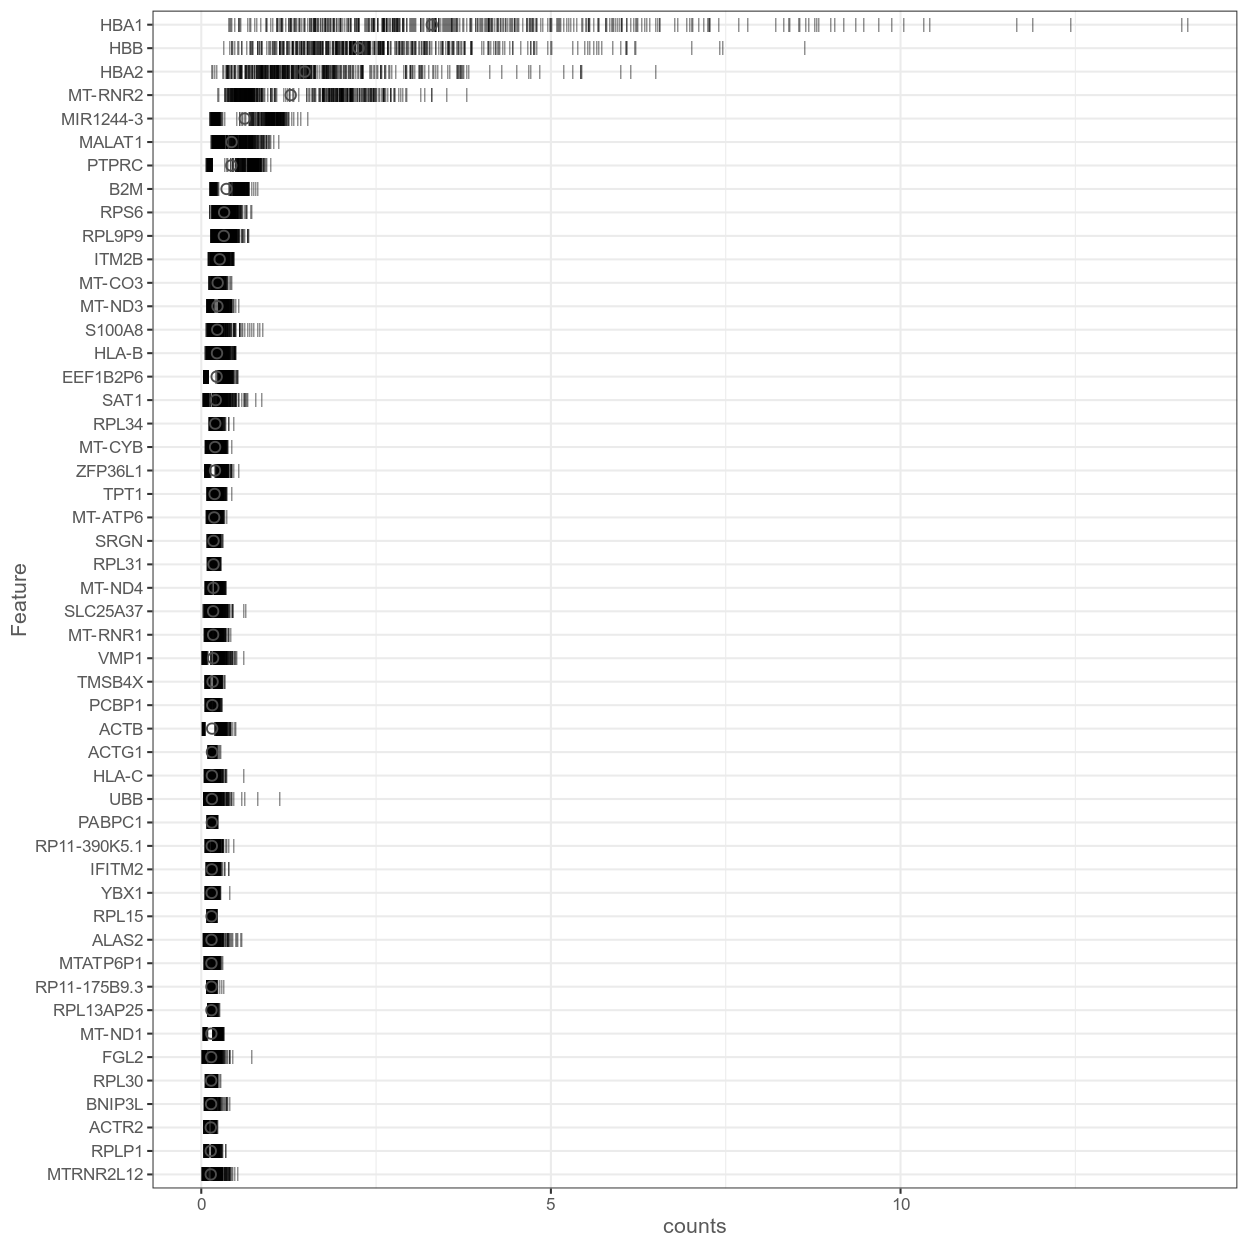 HBA1
HBB
HBA2
MT-RNR2
MIR1244-3
MALAT1
PTPRC
B2M
RPS6
RPL9P9
ITM2B
MT-CO3
MT-ND3
S100A8
HLA-B
EEF1B2P6
SAT1
RPL34
MT-CYB
ZFP36L1
TPT1
MT-ATP6
SRGN
RPL31
MT-ND4
SLC25A37
MT-RNR1
VMP1
TMSB4X
PCBP1
ACTB
ACTG1
HLA-C
UBB
PABPC1
RP11-390K5.1
IFITM2
YBX1
RPL15
ALAS2
MTATP6P1
RP11-175B9.3
RPL13AP25
MT-ND1
FGL2
RPL30
BNIP3L
ACTR2
RPLP1
MTRNR2L12
Feature
0 5 10
counts